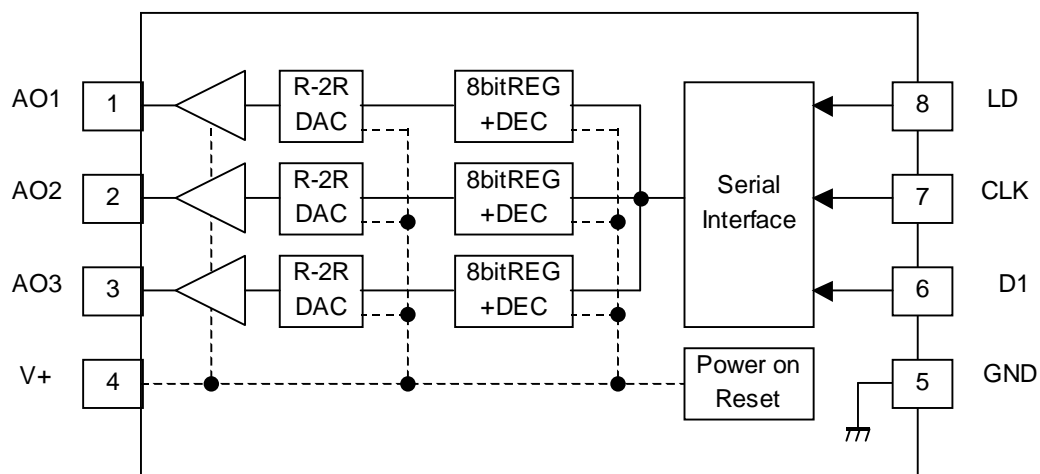 AO1 1 R-2R DAC 8bitREG +DEC 8 LD
AO2 2 R-2R DAC 8bitREG +DEC Serial Interface 7 CLK
AO3 3 R-2R DAC 8bitREG +DEC 6 D1
V+ 4 Power on Reset 5 GND